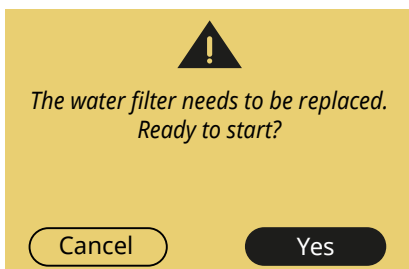 The water filter needs to be replaced.
Ready to start?
Cancel Yes